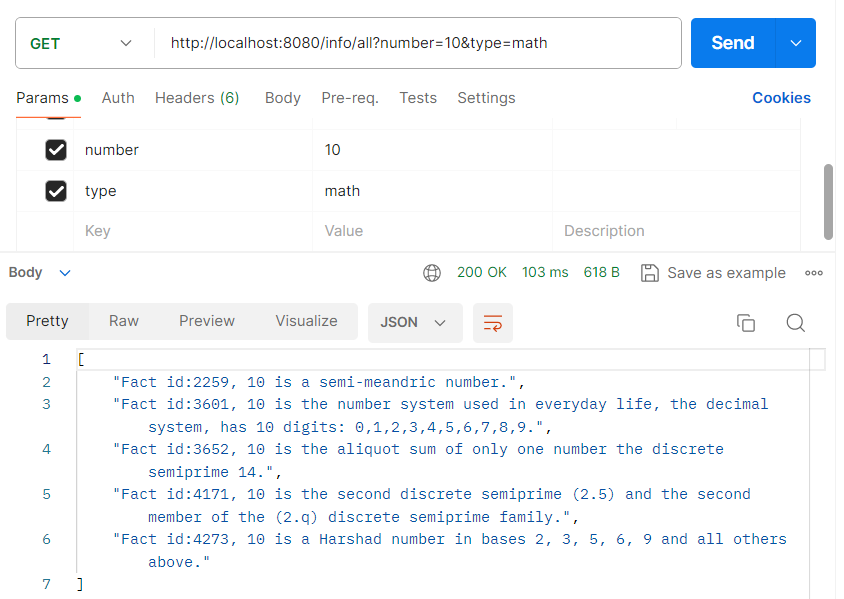 GET http://localhost:8080/info/all?number=10&type=math Send
Params Auth Headers (6) Body Pre-req. Tests Settings Cookies
number 10
type math
Key Value Description
Body 200 OK 103 ms 618 B Save as example
Pretty Raw Preview Visualize JSON
1 [
2 "Fact id:2259, 10 is a semi-meandric number.",
3 "Fact id:3601, 10 is the number system used in everyday life, the decimal
system, has 10 digits: 0,1,2,3,4,5,6,7,8,9.",
4 "Fact id:3652, 10 is the aliquot sum of only one number the discrete
semiprime 14.",
5 "Fact id:4171, 10 is the second discrete semiprime (2.5) and the second
member of the (2.q) discrete semiprime family.",
6 "Fact id:4273, 10 is a Harshad number in bases 2, 3, 5, 6, 9 and all others
above."
7 ]